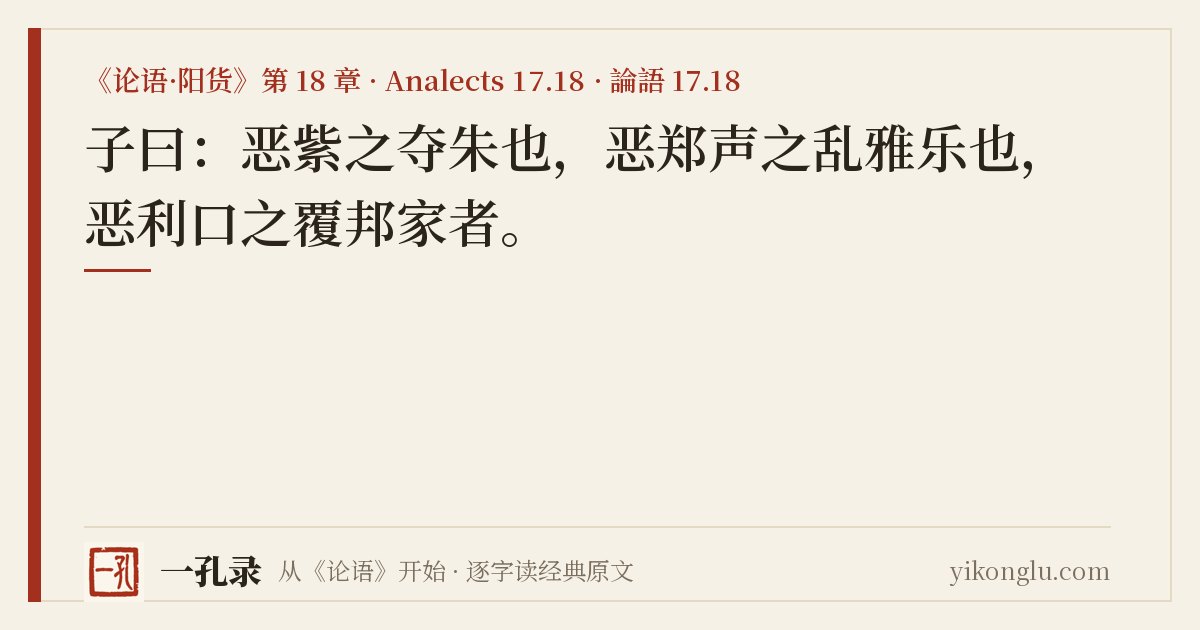 《论语·阳货》第 18 章 · Analects 17.18 · 論語 17.18
子曰：恶紫之夺朱也，恶郑声之乱雅乐也，
恶利口之覆邦家者。
一孔
一孔录 从《论语》开始 · 逐字读经典原文 yikonglu.com